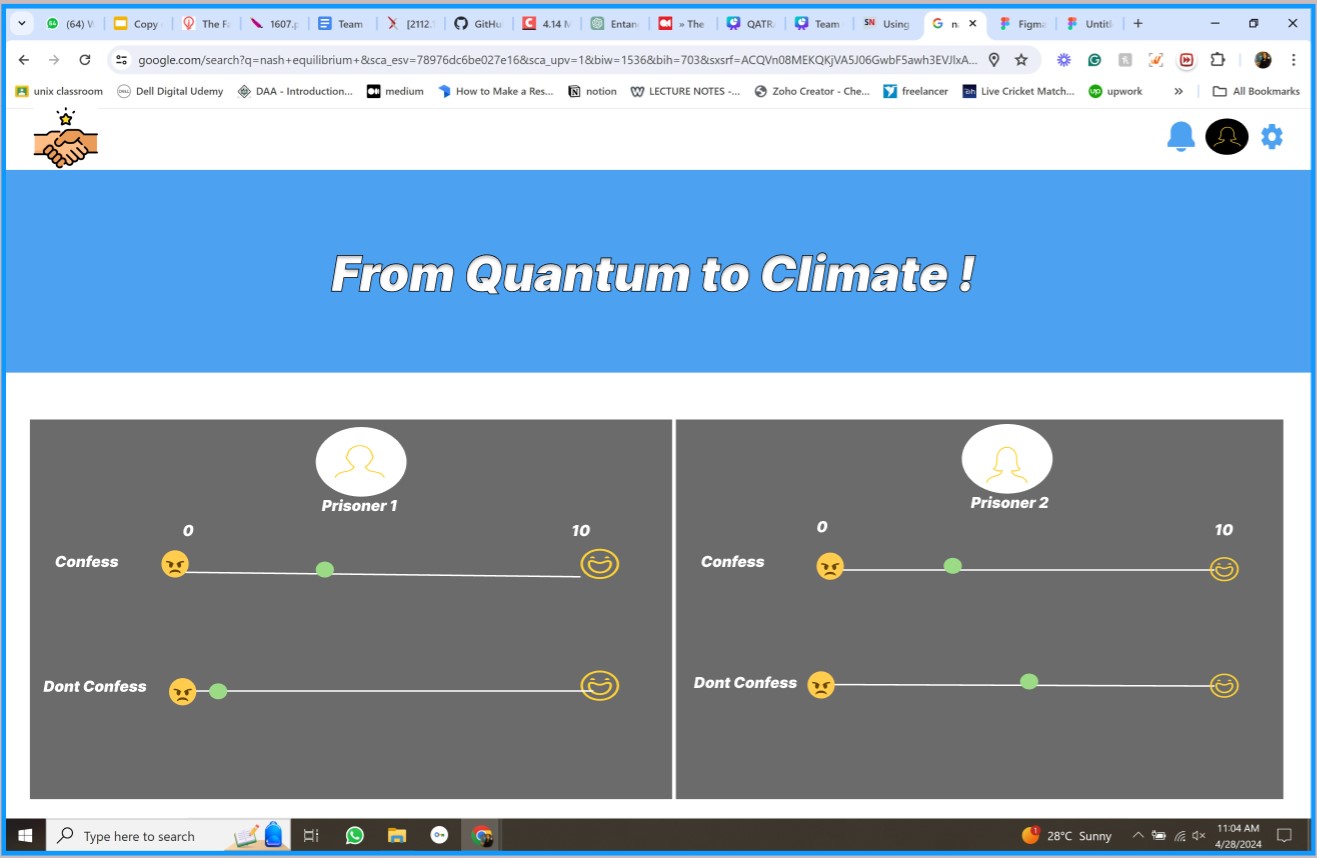 (64) V
Copy
The Fa
1607.p
Team
[2112.1
GitHu
4.14 M
Entan
» The
QATR
Team
Using
n
Figma
Untitl
google.com/search?q=nash+equilibrium+&sca_esv=78976dc6be027e16&sca_upv=1&biw=1536&bih=703&sxsrf=ACQVn08MEKQKjVA5J06GwbF5awh3EVJlxA...
unix classroom
Dell Digital Udemy
DAA - Introduction...
medium
How to Make a Res...
notion
LECTURE NOTES -...
Zoho Creator - Che...
freelancer
Live Cricket Match...
upwork
»
All Bookmarks
From Quantum to Climate !
Prisoner 1
0
10
Confess
Dont Confess
Prisoner 2
0
10
Confess
Dont Confess
Type here to search
28°C Sunny
11:04 AM
4/28/2024